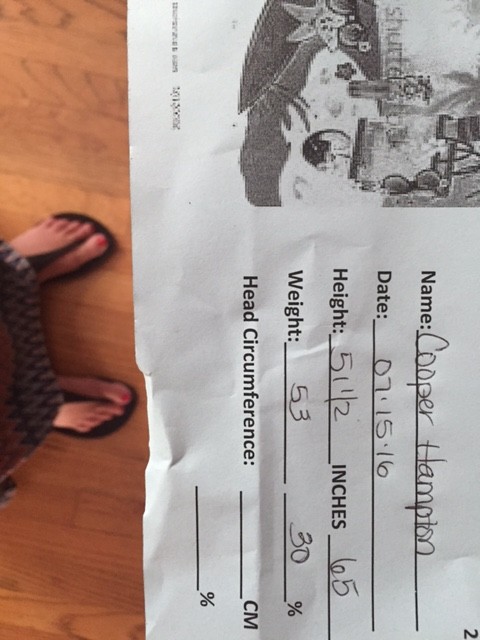 2
Name: Cooper Hampton
Date: 07.15.16
Height: 51 1/2 INCHES 65
Weight: 53 30 %
Head Circumference: CM
%